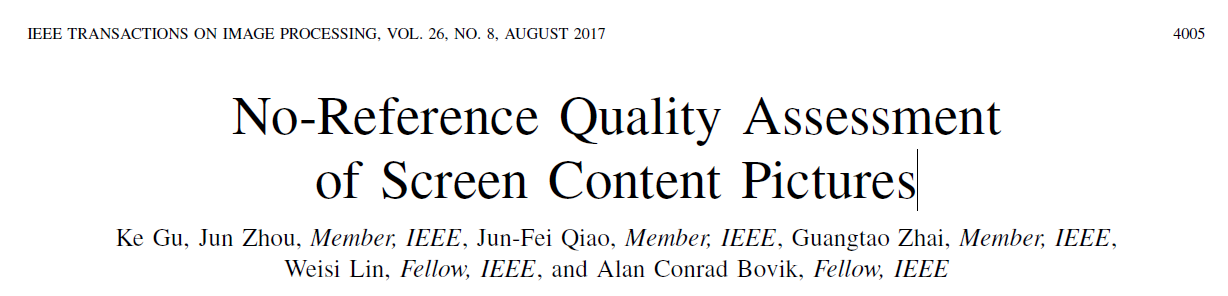 IEEE TRANSACTIONS ON IMAGE PROCESSING, VOL. 26, NO. 8, AUGUST 2017 4005
No-Reference Quality Assessment
of Screen Content Pictures
Ke Gu, Jun Zhou, Member, IEEE, Jun-Fei Qiao, Member, IEEE, Guangtao Zhai, Member, IEEE,
Weisi Lin, Fellow, IEEE, and Alan Conrad Bovik, Fellow, IEEE